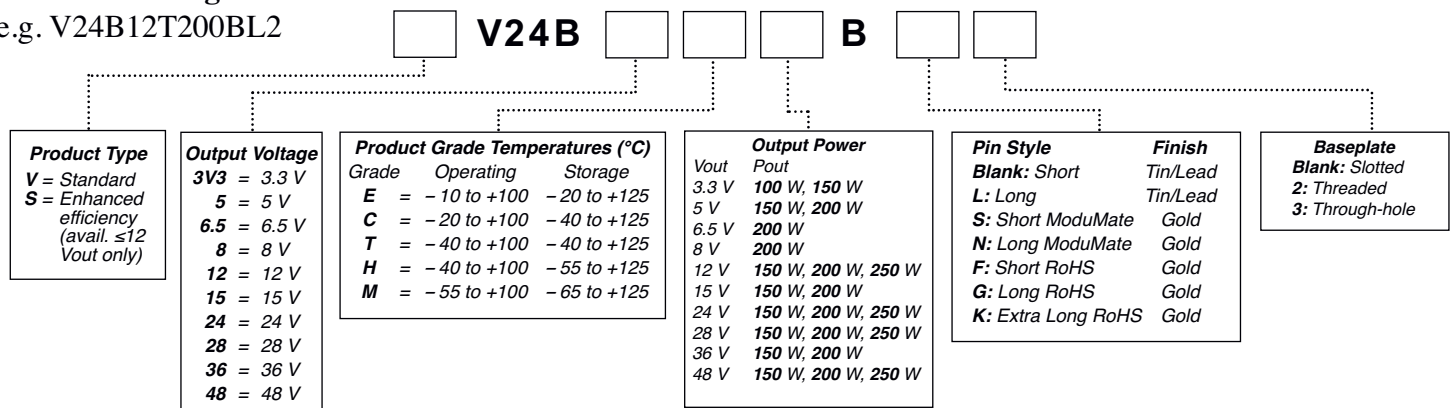 e.g. V24B12T200BL2
V24B B
Product Type
V = Standard
S = Enhanced
efficiency
(avail. ≤12
Vout only)
Output Voltage
3V3 = 3.3 V
5 = 5 V
6.5 = 6.5 V
8 = 8 V
12 = 12 V
15 = 15 V
24 = 24 V
28 = 28 V
36 = 36 V
48 = 48 V
Product Grade Temperatures (°C)
Grade Operating Storage
E = – 10 to +100 – 20 to +125
C = – 20 to +100 – 40 to +125
T = – 40 to +100 – 40 to +125
H = – 40 to +100 – 55 to +125
M = – 55 to +100 – 65 to +125
Output Power
Vout Pout
3.3 V 100 W, 150 W
5 V 150 W, 200 W
6.5 V 200 W
8 V 200 W
12 V 150 W, 200 W, 250 W
15 V 150 W, 200 W
24 V 150 W, 200 W, 250 W
28 V 150 W, 200 W, 250 W
36 V 150 W, 200 W
48 V 150 W, 200 W, 250 W
Pin Style Finish
Blank: Short Tin/Lead
L: Long Tin/Lead
S: Short ModuMate Gold
N: Long ModuMate Gold
F: Short RoHS Gold
G: Long RoHS Gold
K: Extra Long RoHS Gold
Baseplate
Blank: Slotted
2: Threaded
3: Through-hole